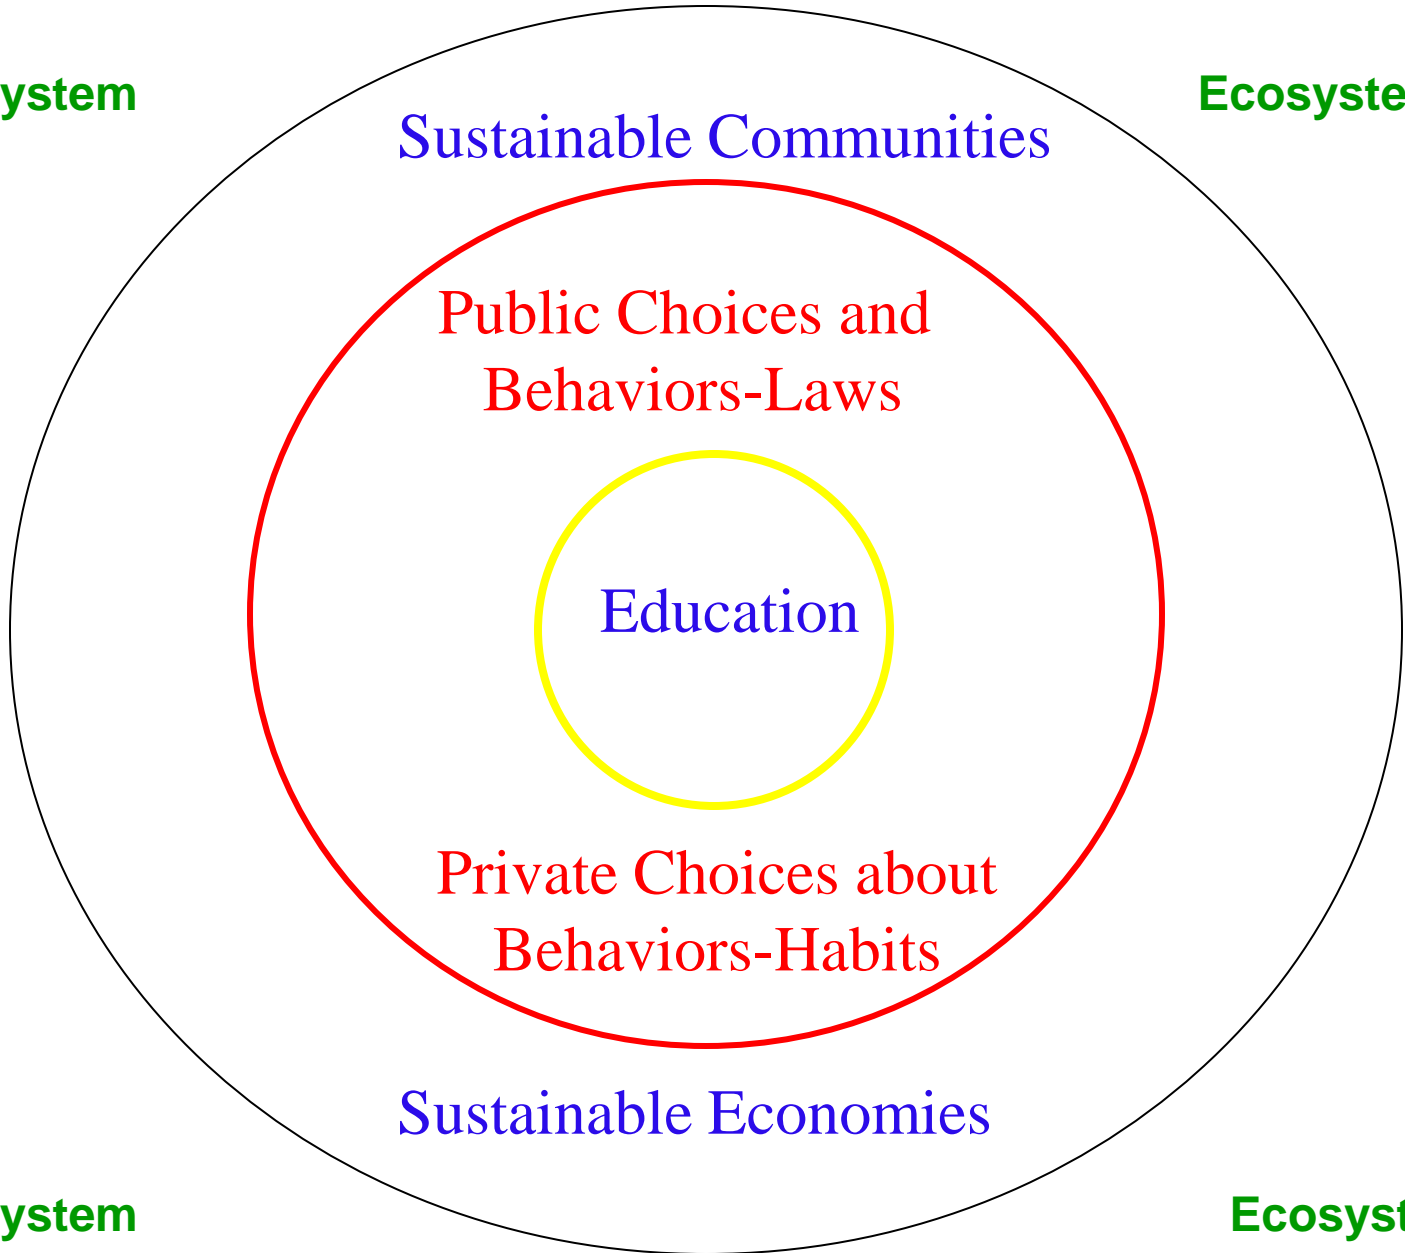 ystem
Ecosyste
Sustainable Communities
Public Choices and
Behaviors-Laws
Education
Private Choices about
Behaviors-Habits
Sustainable Economies
ystem
Ecosyst